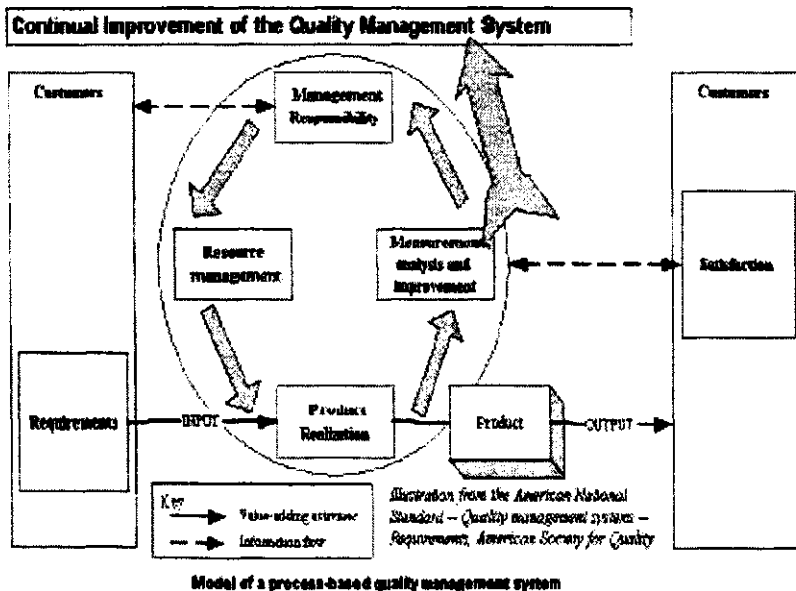 Continual Improvement of the Quality Management System
Customers
Management
Responsibility
Customers
Resource
management
Measurement,
analysis and
improvement
Satisfaction
Requirements
INPUT
Product
Realization
Product
OUTPUT
Key
Value-adding
Information flow
Illustration from the American National
Standard – Quality management systems –
Requirements, American Society for Quality
Model of a process-based quality management system